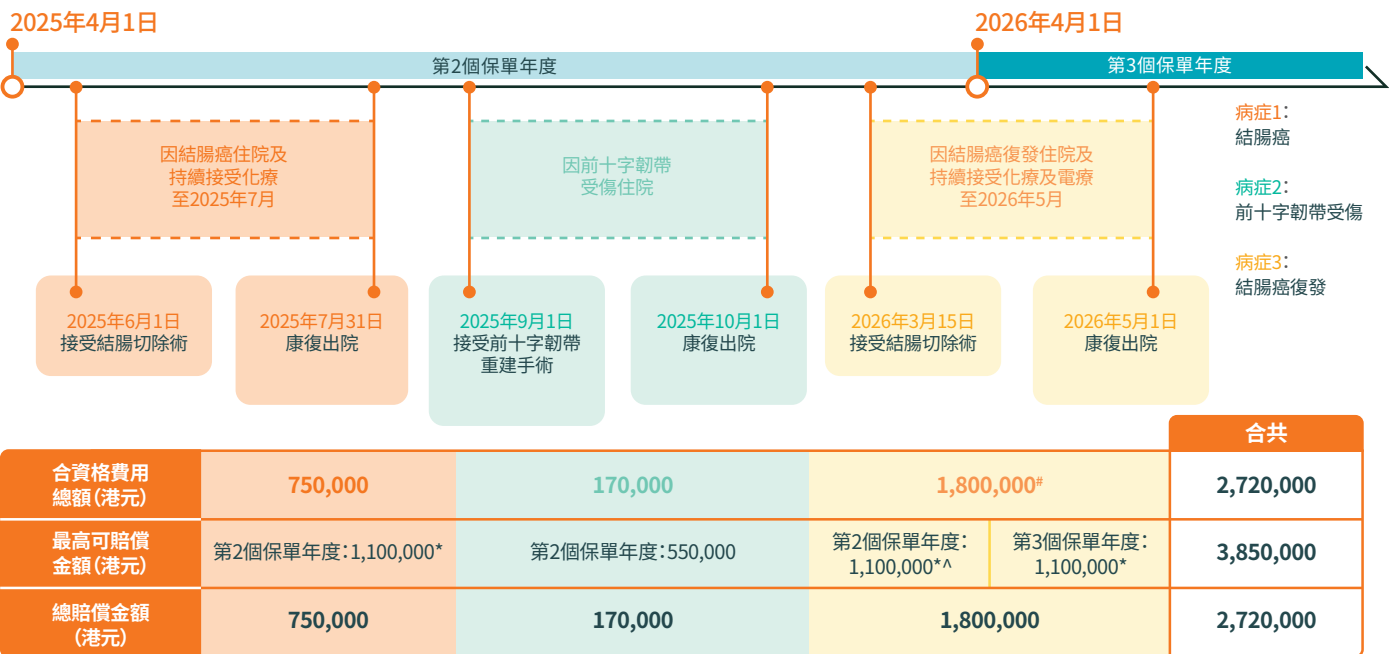 2025年4月1日
2026年4月1日
第2個保單年度
第3個保單年度
因結腸癌住院及
持續接受化療
至2025年7月
因前十字韌帶
受傷住院
因結腸癌復發住院及
持續接受化療及電療
至2026年5月
病症1：
結腸癌
病症2：
前十字韌帶受傷
病症3：
結腸癌復發
2025年6月1日
接受結腸切除術
2025年7月31日
康復出院
2025年9月1日
接受前十字韌帶
重建手術
2025年10月1日
康復出院
2026年3月15日
接受結腸切除術
2026年5月1日
康復出院
合共
合資格費用
總額（港元）
750,000
170,000
1,800,000#
2,720,000
最高可賠償
金額（港元）
第2個保單年度：1,100,000*
第2個保單年度：550,000
第2個保單年度：
1,100,000*^
第3個保單年度：
1,100,000*
3,850,000
總賠償金額
（港元）
750,000
170,000
1,800,000
2,720,000